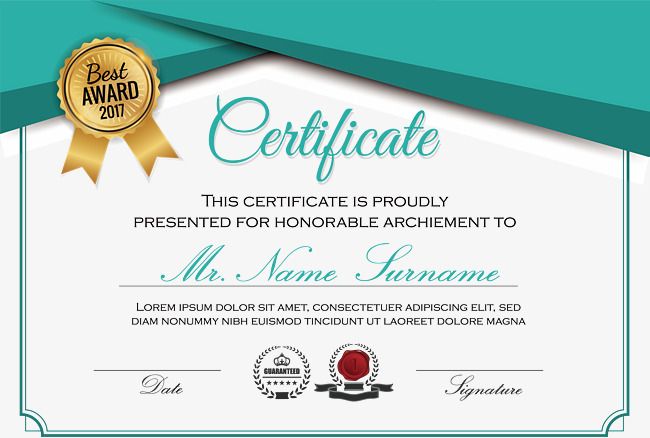 Best
AWARD
2017
Certificate
THIS CERTIFICATE IS PROUDLY
PRESENTED FOR HONORABLE ARCHIEMENT TO
Mr. Name Surname
LOREM IPSUM DOLOR SIT AMET, CONSECTETUER ADIPISCING ELIT, SED
DIAM NONUMMY NIBH EUISMOD TINCIDUNT UT LAOREET DOLORE MAGNA
GUARANTEED
1
Date
Signature